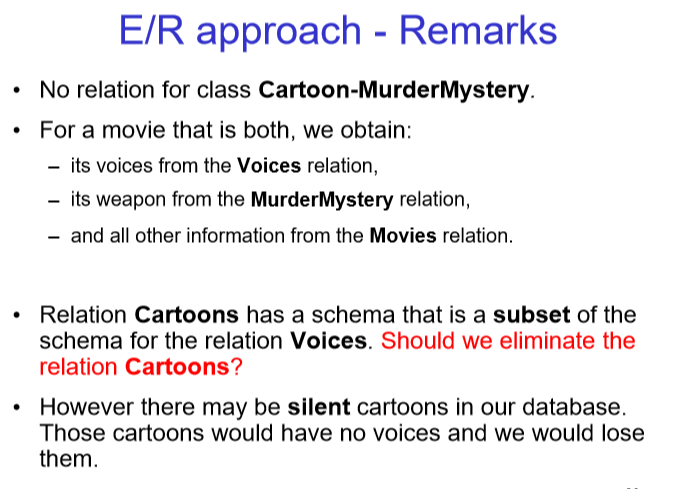 E/R approach - Remarks
• No relation for class Cartoon-MurderMystery.
• For a movie that is both, we obtain:
– its voices from the Voices relation,
– its weapon from the MurderMystery relation,
– and all other information from the Movies relation.
• Relation Cartoons has a schema that is a subset of the
schema for the relation Voices. Should we eliminate the
relation Cartoons?
• However there may be silent cartoons in our database.
Those cartoons would have no voices and we would lose
them.